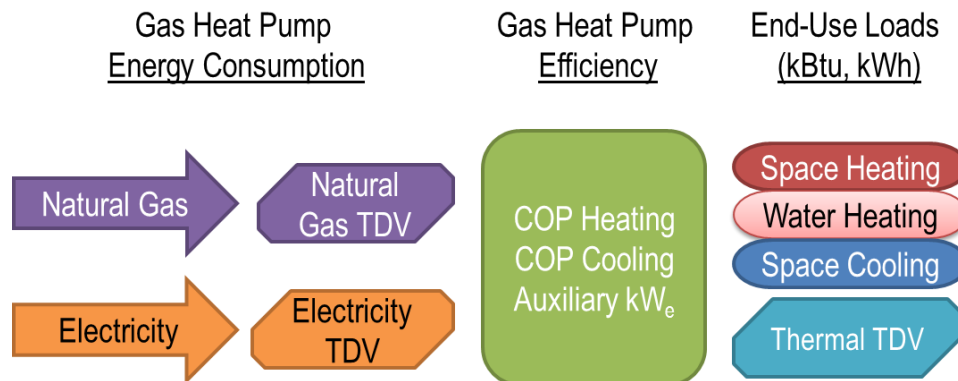 Gas Heat Pump
Energy Consumption
Gas Heat Pump
Efficiency
End-Use Loads
(kBtu, kWh)
Natural Gas
Natural
Gas TDV
Electricity
Electricity
TDV
COP Heating
COP Cooling
Auxiliary kWe
Space Heating
Water Heating
Space Cooling
Thermal TDV